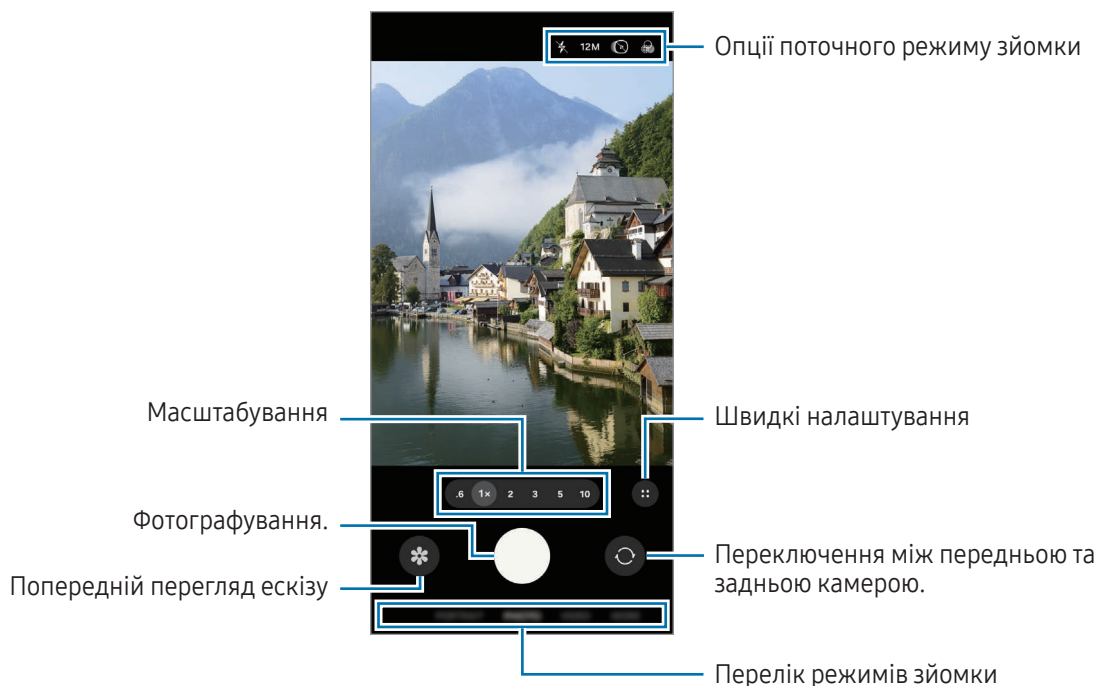 Опції поточного режиму зйомки
12M
Масштабування
Швидкі налаштування
.6 1× 2 3 5 10
Фотографування.
Переключення між передньою та
задньою камерою.
Попередній перегляд ескізу
Перелік режимів зйомки